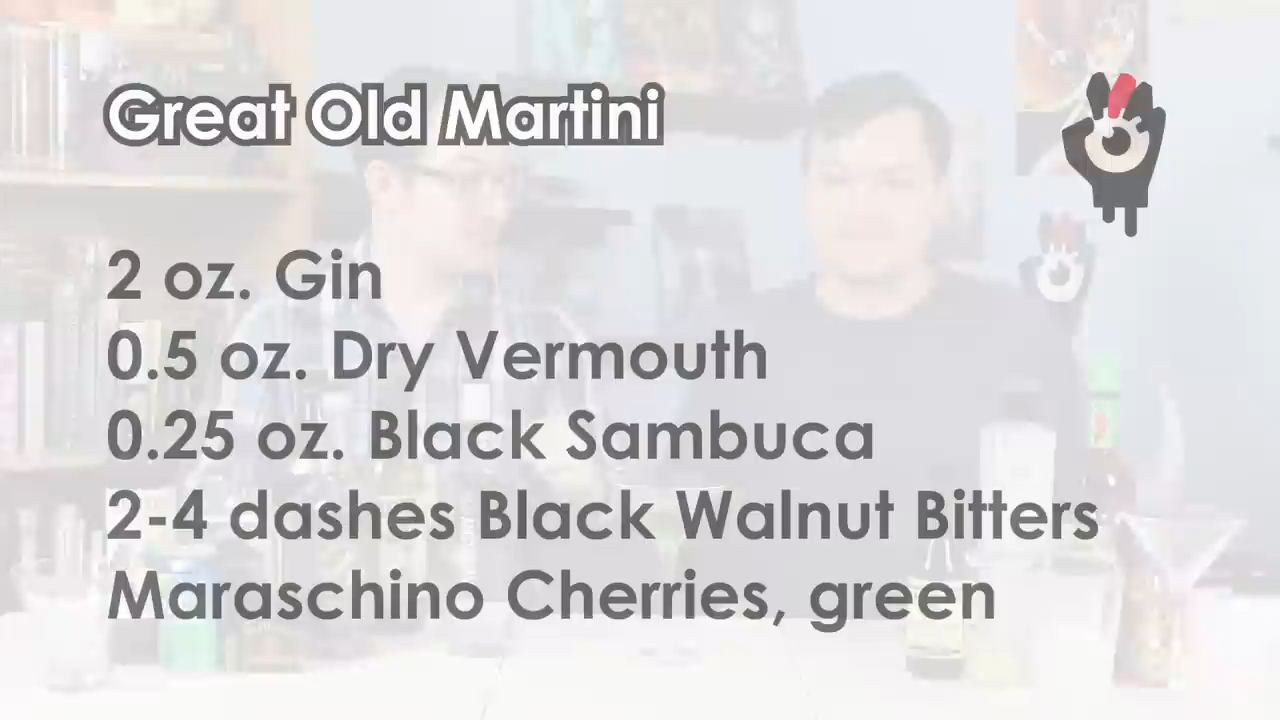 Great Old Martini
2 oz. Gin
0.5 oz. Dry Vermouth
0.25 oz. Black Sambuca
2-4 dashes Black Walnut Bitters
Maraschino Cherries, green